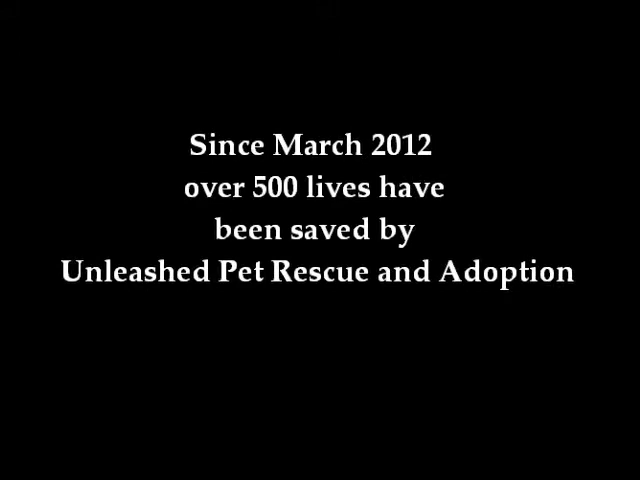 Since March 2012
over 500 lives have
been saved by
Unleashed Pet Rescue and Adoption